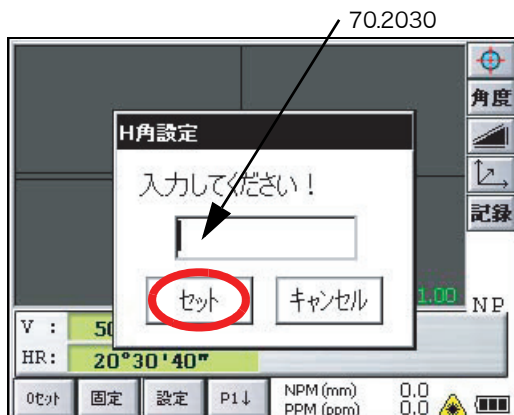 70.2030
角度
H角設定
入力してください！
記録
セット
キャンセル
1.00
NP
V : 50
HR: 20°30'40"
0セット
固定
設定
P1↓
NPM (mm) 0.0
PPM (ppm) 0.0